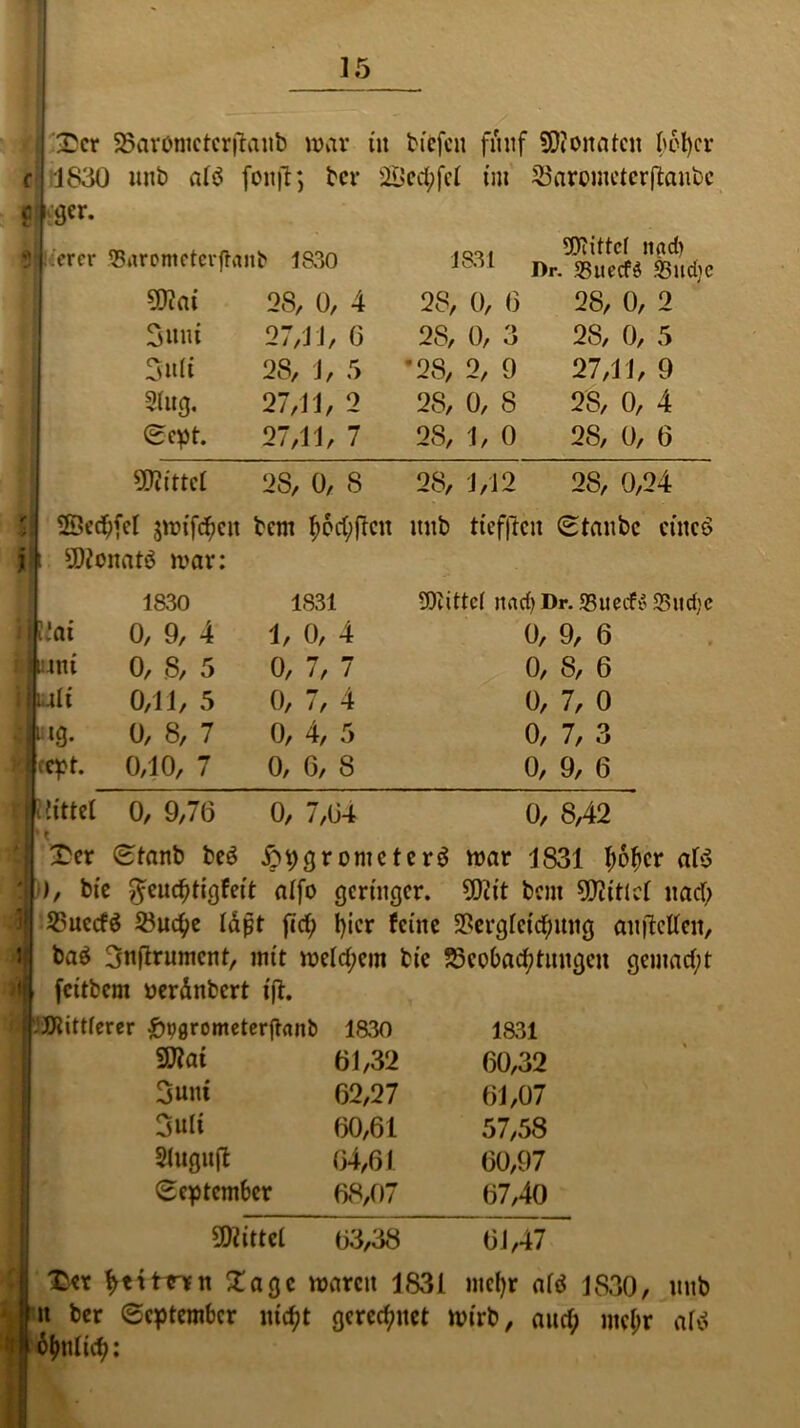 15
Der Barometerstand war in diesen fünf Monaten höher
1830 und als sonst; der Wechsel im Barometerstande
ger.
erer Barometerstand 1830 1831 Mittel nach Dr. Buecks Buche
Mai 28, 0, 4 28, 0, 6 28, 0, 2
Juni 27,11, 6 28, 0, 3 28, 0, 5
Juli 28, 1, 5 28, 2, 9 27,11, 9
Aug. 27,11, 2 28, 0, 8 28, 0, 4
Sept. 27,11, 7 28, 1, 0 28, 0, 6
Mittel 28, 0, 8 28, 1,12 28, 0,24
Wechsel zwischen dem höchsten und tiefsten Stande eines
Monats war:
1830 1831 Mittel nach Dr. Buecks Buche
ai 0, 9, 4 1, 0, 4 0, 9, 6
uni 0, 8, 5 0, 7, 7 0, 8, 6
uli 0,11, 5 0, 7, 4 0, 7, 0
ug. 0, 8, 7 0, 4, 5 0, 7, 3
ept. 0,10, 7 0, 6, 8 0, 9, 6
ittel 0, 9,76 0, 7,64 0, 8,42
Der Stand des Hygrometers war 1831 höher als
), die Feuchtigkeit also geringer. Mit dem Mittel nach
Buecks Buche läßt sich hier keine Vergleichung anstellen,
das Instrument, mit welchem die Beobachtungen gemacht
seitdem verändert ist.
Mittlerer Hygrometerstand 1830 1831
Mai 61,32 60,32
Juni 62,27 61,07
Juli 60,61 57,58
August 64,61 60,97
September 68,07 67,40
Mittel 63,38 61,47
Der heitern Tage waren 1831 mehr als 1830, und
n der September nicht gerechnet wird, auch mehr als
öhnlich: